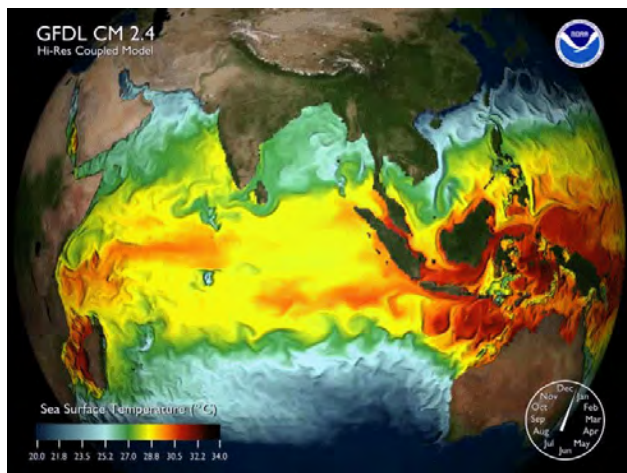 GFDL CM 2.4
Hi-Res Coupled Model
NOAA
Sea Surface Temperature (°C)
20.0 21.8 23.5 25.2 27.0 28.8 30.5 32.2 34.0
Dec
Jan
Feb
Mar
Apr
May
Jun
Jul
Aug
Sep
Oct
Nov